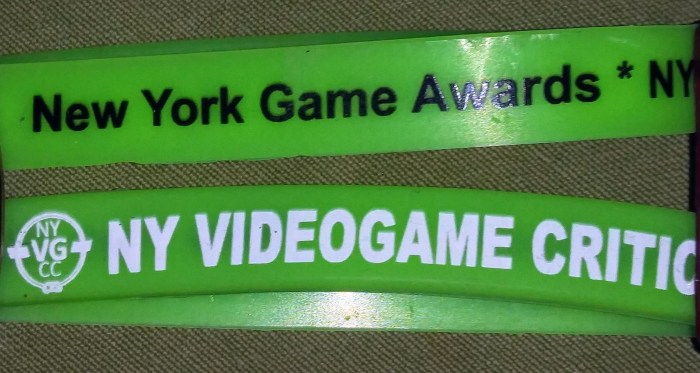 New York Game Awards * NY
NY
VG
CC
NY VIDEOGAME CRITIC